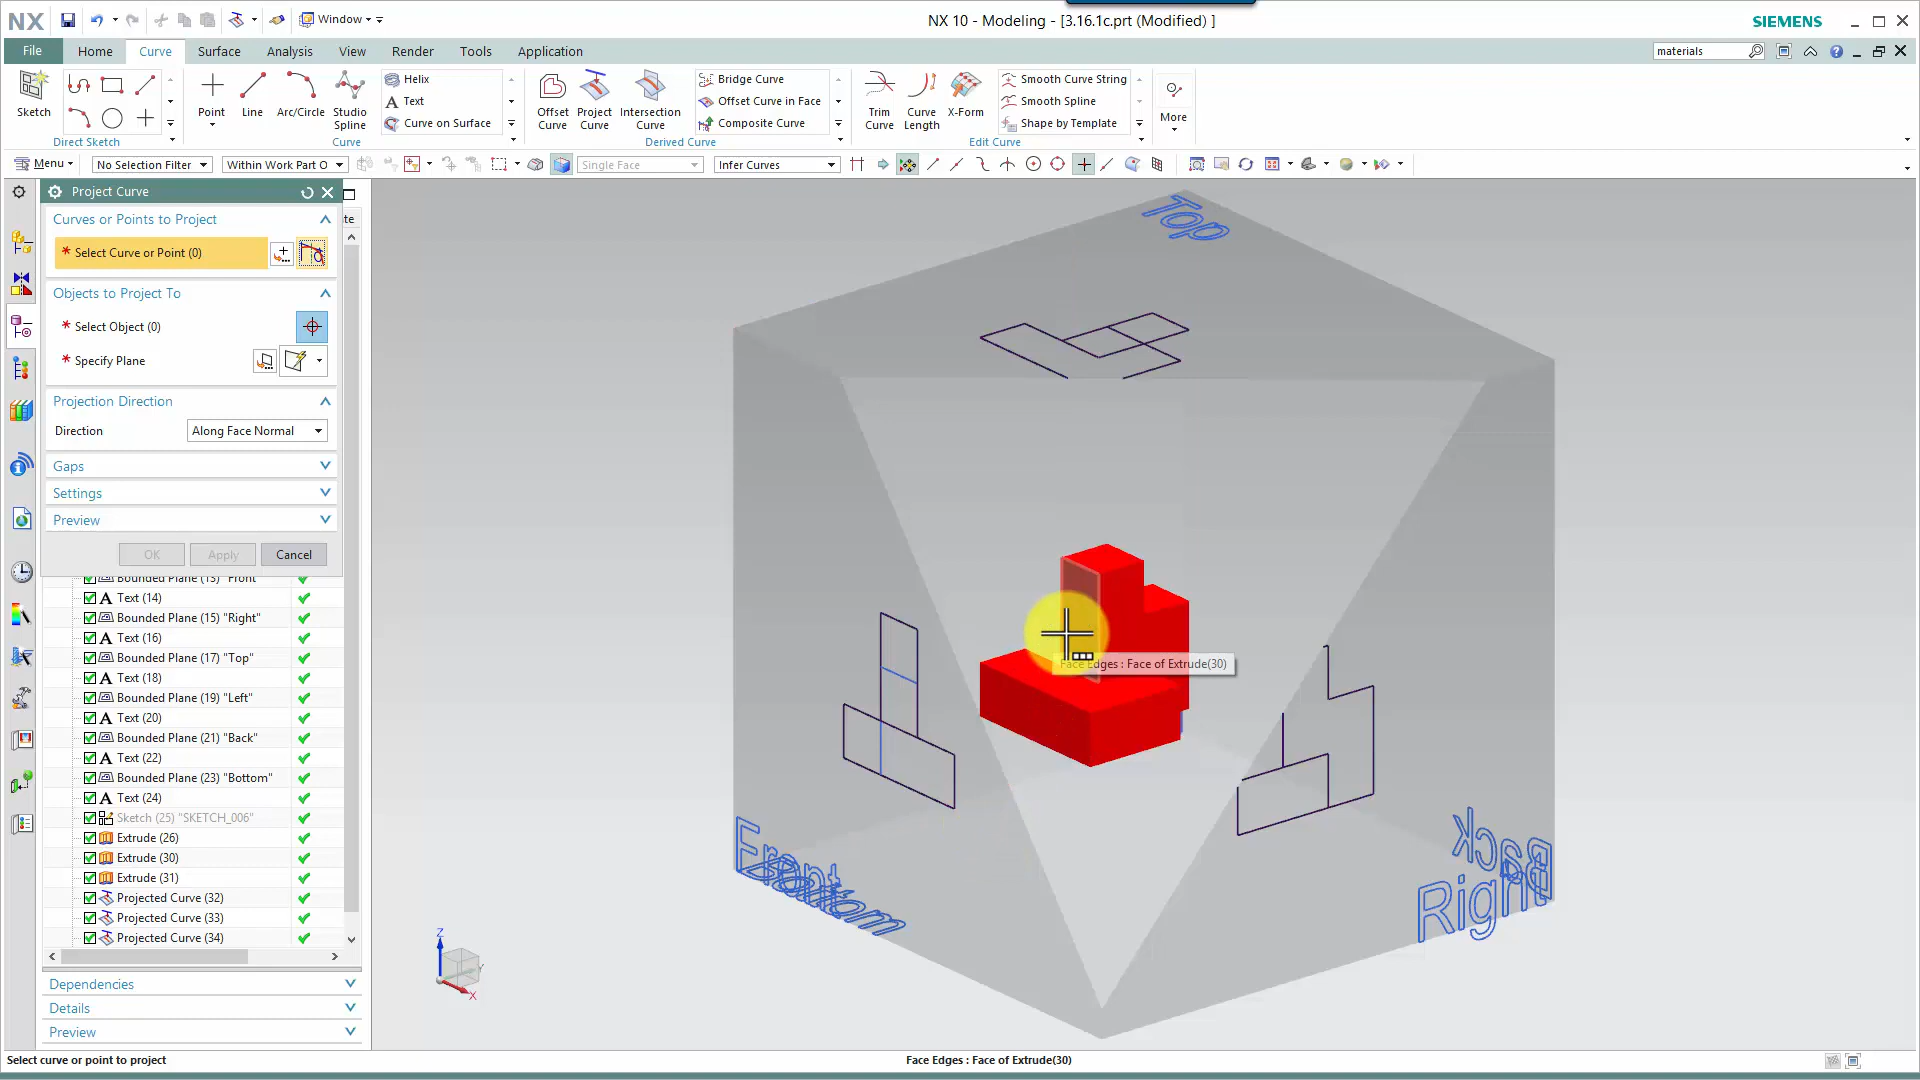 NX
Window
NX 10 - Modeling - [3.16.1c.prt (Modified) ]
SIEMENS
File
Home
Curve
Surface
Analysis
View
Render
Tools
Application
materials
Sketch
Direct Sketch
Point
Line
Arc/Circle
Studio Spline
Helix
Text
Curve on Surface
Curve
Offset Curve
Project Curve
Intersection Curve
Bridge Curve
Offset Curve in Face
Composite Curve
Derived Curve
Trim Curve
Curve Length
X-Form
Smooth Curve String
Smooth Spline
Shape by Template
Edit Curve
More
Menu
No Selection Filter
Within Work Part O
Single Face
Infer Curves
Project Curve
Curves or Points to Project
* Select Curve or Point (0)
Objects to Project To
* Select Object (0)
* Specify Plane
Projection Direction
Direction
Along Face Normal
Gaps
Settings
Preview
OK
Apply
Cancel
Bounded Plane (13) "Front"
Text (14)
Bounded Plane (15) "Right"
Text (16)
Bounded Plane (17) "Top"
Text (18)
Bounded Plane (19) "Left"
Text (20)
Bounded Plane (21) "Back"
Text (22)
Bounded Plane (23) "Bottom"
Text (24)
Sketch (25) "SKETCH_006"
Extrude (26)
Extrude (30)
Extrude (31)
Projected Curve (32)
Projected Curve (33)
Projected Curve (34)
Dependencies
Details
Preview
Top
Face Edges : Face of Extrude(30)
Front
Back
Right
Z
X
Select curve or point to project
Face Edges : Face of Extrude(30)